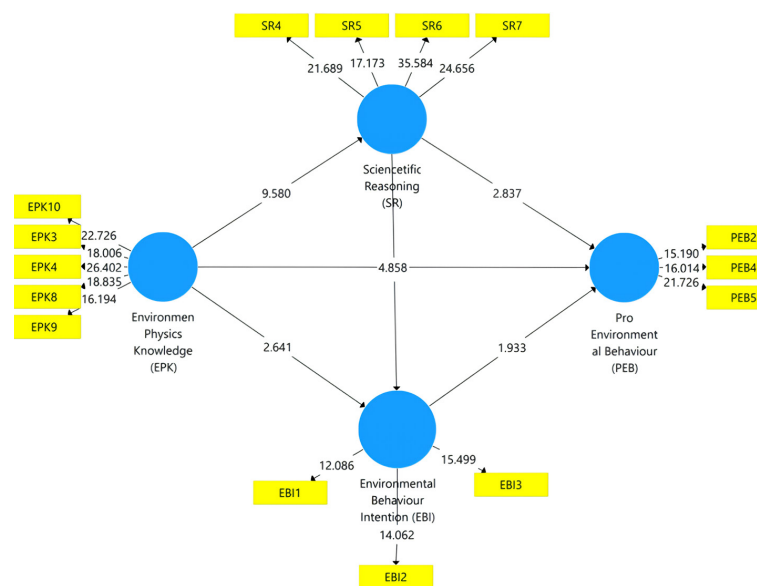 SR4
SR5
SR6
SR7
21.689
17.173
35.584
24.656
Sciencetific
Reasoning
(SR)
9.580
2.837
EPK10
EPK3
EPK4
EPK8
EPK9
22.726
18.006
26.402
18.835
16.194
Environmen
Physics
Knowledge
(EPK)
4.858
PEB2
PEB4
PEB5
15.190
16.014
21.726
Pro
Environment
al Behaviour
(PEB)
2.641
1.933
12.086
15.499
14.062
Environmental
Behaviour
Intention (EBI)
EBI1
EBI3
EBI2